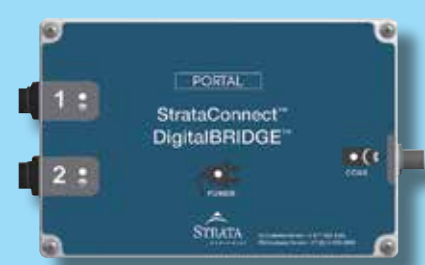 PORTAL
1
StrataConnect™
DigitalBRIDGE™
2
POWER
COAX
STRATA